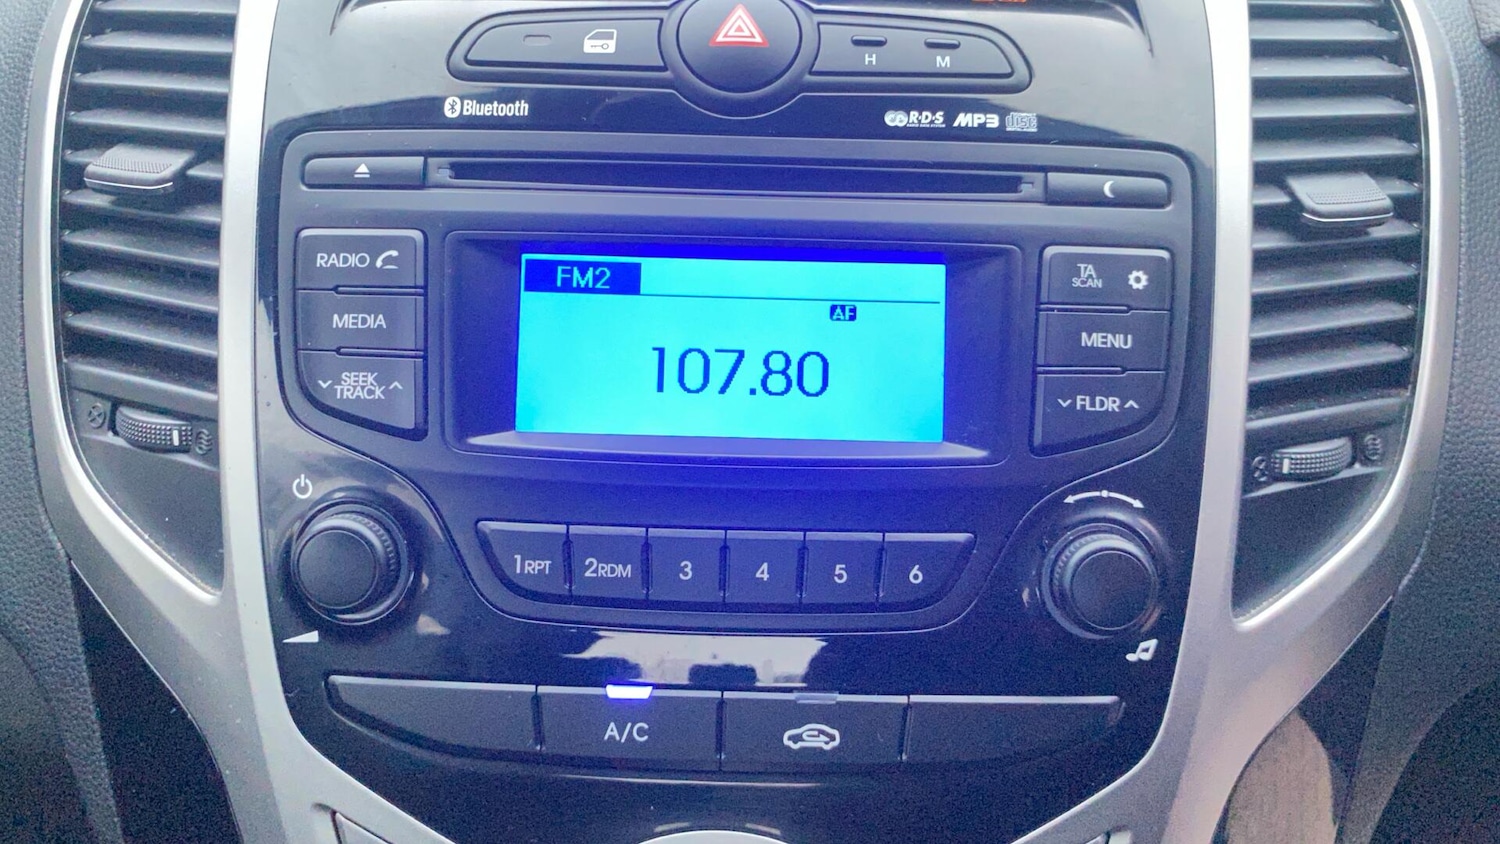 H
M
Bluetooth
R·D·S
MP3
disc
RADIO
MEDIA
SEEK
TRACK
FM2
AF
107.80
TA
SCAN
MENU
FLDR
1RPT
2RDM
3
4
5
6
A/C